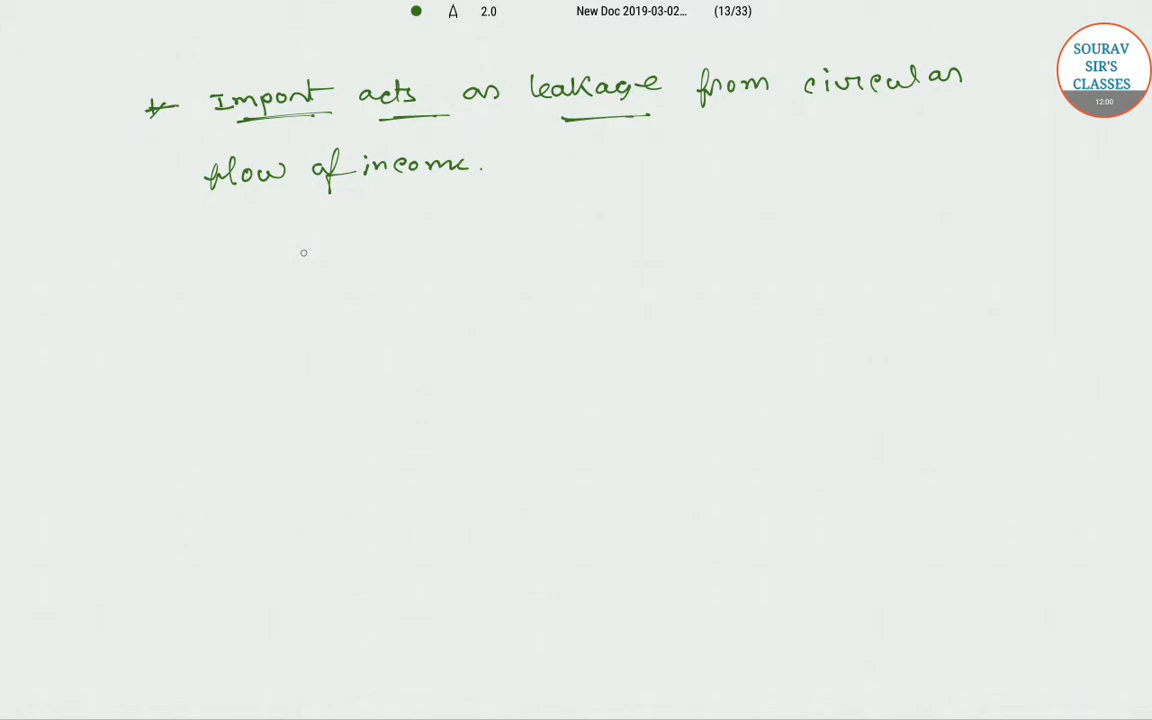 2.0 New Doc 2019-03-02... (13/33)
SOURAV
SIR'S
CLASSES
12:00
* Import acts as leakage from circular
flow of income.